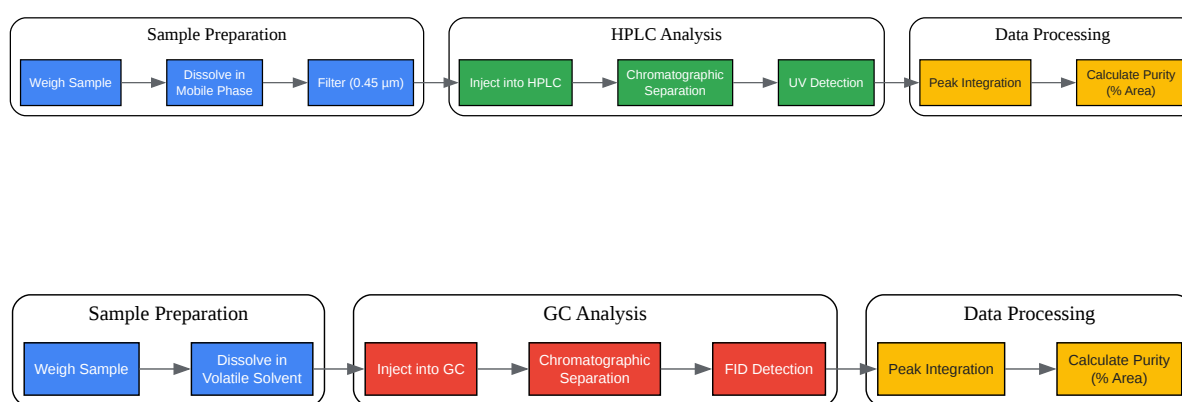 Sample Preparation
HPLC Analysis
Data Processing
Weigh Sample
Dissolve in
Mobile Phase
Filter (0.45 µm)
Inject into HPLC
Chromatographic
Separation
UV Detection
Peak Integration
Calculate Purity
(% Area)
Sample Preparation
GC Analysis
Data Processing
Weigh Sample
Dissolve in
Volatile Solvent
Inject into GC
Chromatographic
Separation
FID Detection
Peak Integration
Calculate Purity
(% Area)